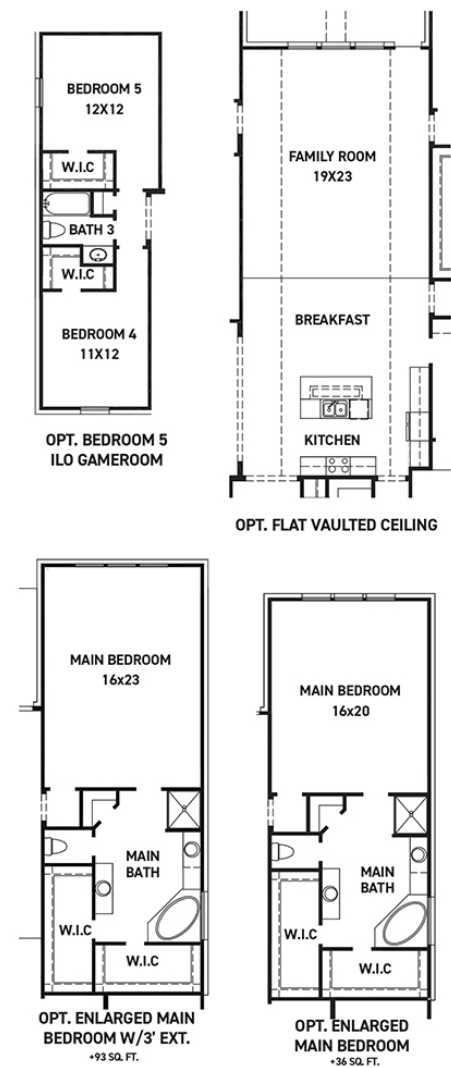 BEDROOM 5
12X12
W.I.C
BATH 3
W.I.C
BEDROOM 4
11X12
OPT. BEDROOM 5
ILO GAMEROOM
FAMILY ROOM
19X23
BREAKFAST
KITCHEN
OPT. FLAT VAULTED CEILING
MAIN BEDROOM
16x23
MAIN
BATH
W.I.C
W.I.C
OPT. ENLARGED MAIN
BEDROOM W/3' EXT.
+93 SQ. FT.
MAIN BEDROOM
16x20
MAIN
BATH
W.I.C
W.I.C
OPT. ENLARGED
MAIN BEDROOM
+36 SQ. FT.